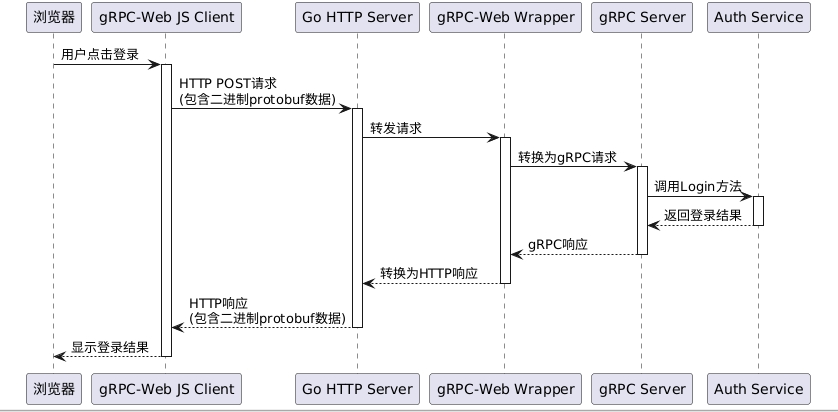 浏览器
gRPC-Web JS Client
Go HTTP Server
gRPC-Web Wrapper
gRPC Server
Auth Service
用户点击登录
HTTP POST请求
(包含二进制protobuf数据)
转发请求
转换为gRPC请求
调用Login方法
返回登录结果
gRPC响应
转换为HTTP响应
HTTP响应
(包含二进制protobuf数据)
显示登录结果
浏览器
gRPC-Web JS Client
Go HTTP Server
gRPC-Web Wrapper
gRPC Server
Auth Service